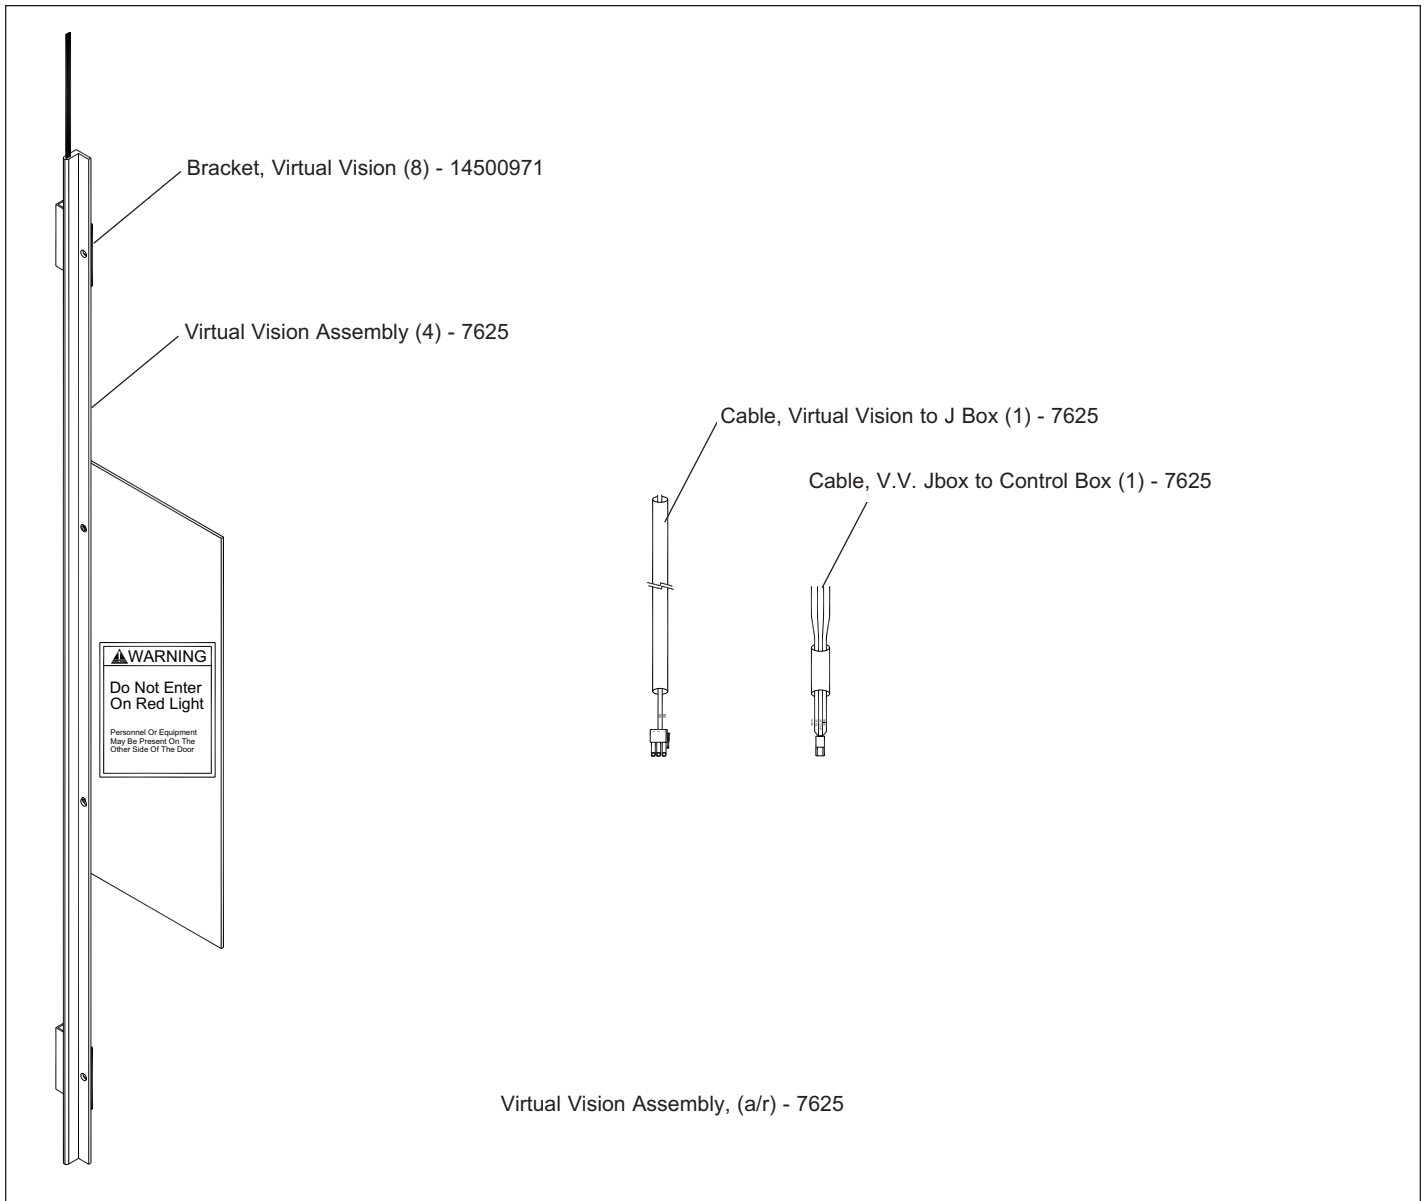 Bracket, Virtual Vision (8) - 14500971
Virtual Vision Assembly (4) - 7625
Cable, Virtual Vision to J Box (1) - 7625
Cable, V.V. Jbox to Control Box (1) - 7625
WARNING
Do Not Enter
On Red Light
Personnel Or Equipment
May Be Present On The
Other Side Of The Door
Virtual Vision Assembly, (a/r) - 7625